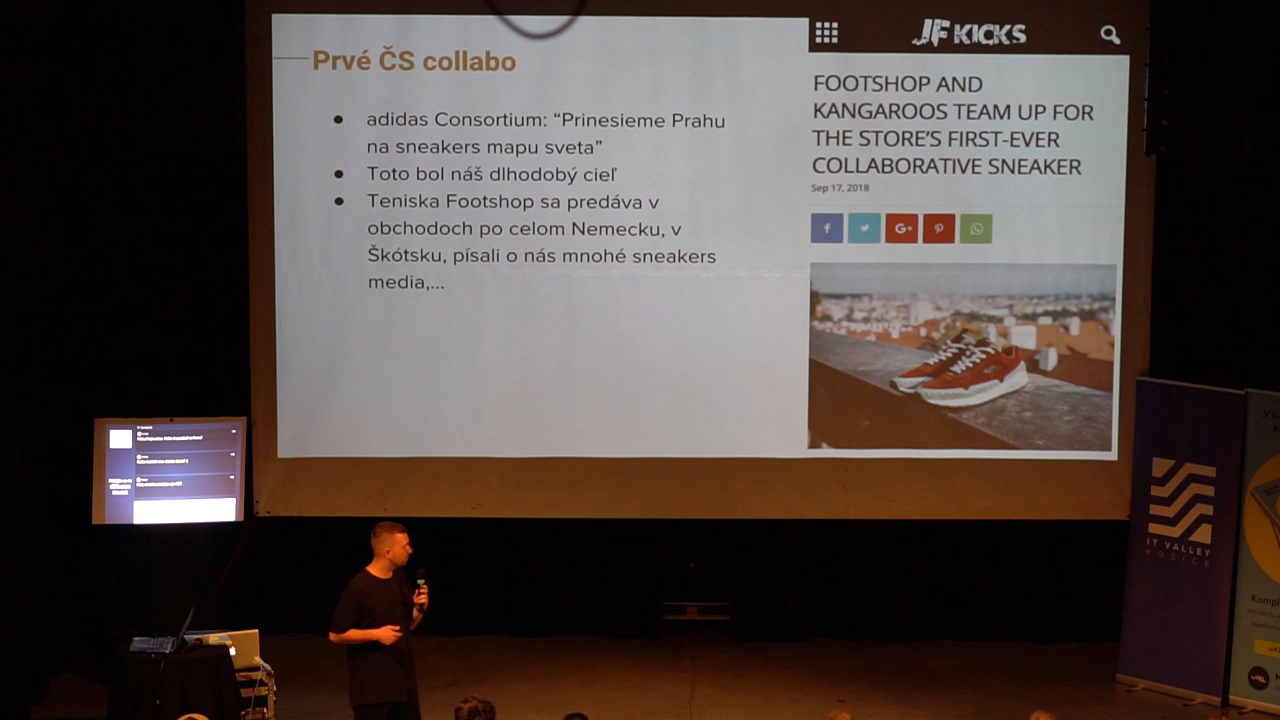 Prvé ČS collabo
● adidas Consortium: “Prinesieme Prahu
na sneakers mapu sveta”
● Toto bol náš dlhodobý cieľ
● Teniska Footshop sa predáva v
obchodoch po celom Nemecku, v
Škótsku, písali o nás mnohé sneakers
media,...
JF KICKS
FOOTSHOP AND
KANGAROOS TEAM UP FOR
THE STORE'S FIRST-EVER
COLLABORATIVE SNEAKER
Sep 17, 2018
f
G+
IT VALLEY
KOŠICE